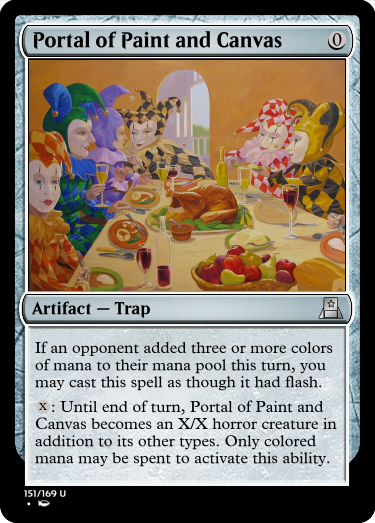 Portal of Paint and Canvas 0
Artifact — Trap
If an opponent added three or more colors
of mana to their mana pool this turn, you
may cast this spell as though it had flash.
X: Until end of turn, Portal of Paint and
Canvas becomes an X/X horror creature in
addition to its other types. Only colored
mana may be spent to activate this ability.
151/169 U